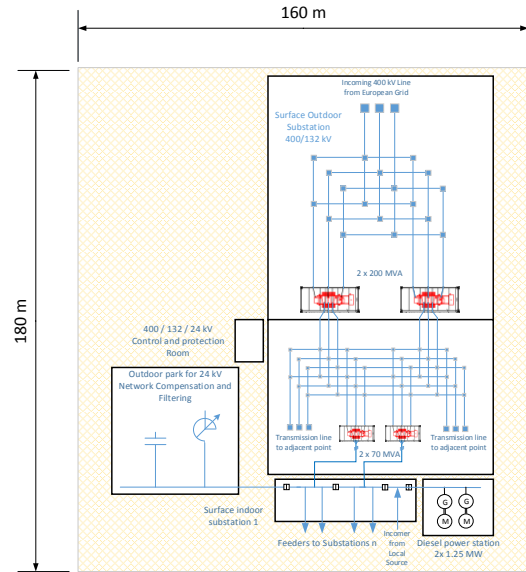 160 m
180 m
Incoming 400 kV Line
from European Grid
Surface Outdoor
Substation
400/132 kV
2 x 200 MVA
400 / 132 / 24 kV
Control and protection
Room
Outdoor park for 24 kV
Network Compensation and
Filtering
Transmission line
to adjacent point
2 x 70 MVA
Transmission line
to adjacent point
Surface indoor
substation 1
Feeders to Substations n
Incomer
from
Local
Source
G
G
M
M
Diesel power station
2x 1.25 MW